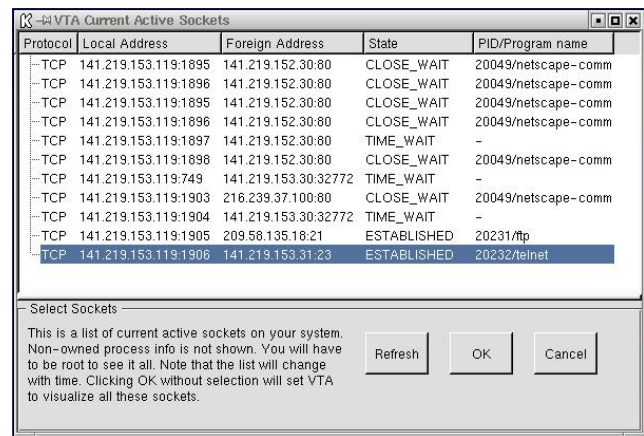 VTA Current Active Sockets
Protocol Local Address Foreign Address State PID/Program name
TCP 141.219.153.119:1895 141.219.152.30:80 CLOSE_WAIT 20049/netscape-comm
TCP 141.219.153.119:1896 141.219.152.30:80 CLOSE_WAIT 20049/netscape-comm
TCP 141.219.153.119:1895 141.219.152.30:80 CLOSE_WAIT 20049/netscape-comm
TCP 141.219.153.119:1896 141.219.152.30:80 CLOSE_WAIT 20049/netscape-comm
TCP 141.219.153.119:1897 141.219.152.30:80 TIME_WAIT -
TCP 141.219.153.119:1898 141.219.152.30:80 CLOSE_WAIT 20049/netscape-comm
TCP 141.219.153.119:749 141.219.153.30:32772 TIME_WAIT -
TCP 141.219.153.119:1903 216.239.37.100:80 CLOSE_WAIT 20049/netscape-comm
TCP 141.219.153.119:1904 141.219.153.30:32772 TIME_WAIT -
TCP 141.219.153.119:1905 209.58.135.18:21 ESTABLISHED 20231/ftp
TCP 141.219.153.119:1906 141.219.153.31:23 ESTABLISHED 20232/telnet
Select Sockets
This is a list of current active sockets on your system.
Non-owned process info is not shown. You will have
to be root to see it all. Note that the list will change
with time. Clicking OK without selection will set VTA
to visualize all these sockets.
Refresh OK Cancel